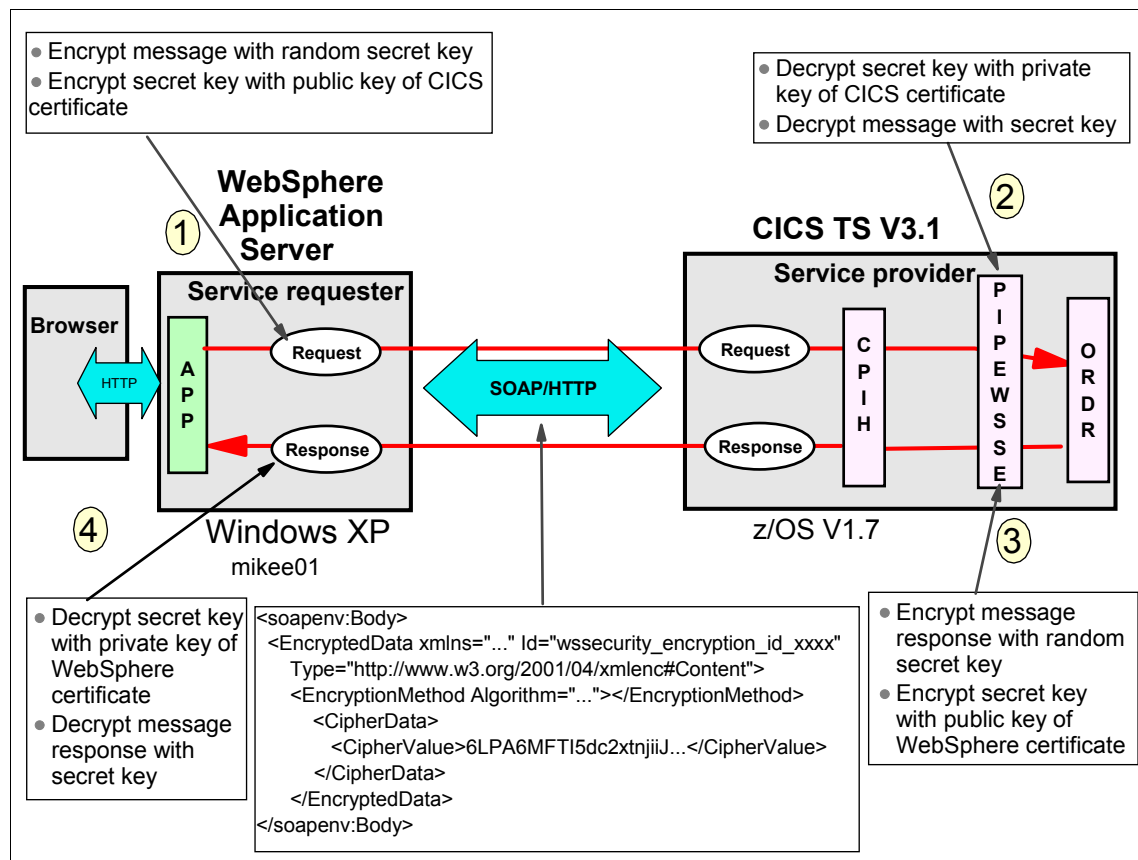 ● Encrypt message with random secret key
● Encrypt secret key with public key of CICS
certificate
● Decrypt secret key with private
key of CICS certificate
● Decrypt message with secret key
1
WebSphere
Application
Server
2
CICS TS V3.1
Service requester
Service provider
Browser
HTTP
APP
Request
Response
SOAP/HTTP
Request
Response
CPIH
PIPEWSSE
ORDR
4
Windows XP
mikee01
z/OS V1.7
3
● Decrypt secret key
with private key of
WebSphere
certificate
● Decrypt message
response with
secret key
<soapenv:Body>
<EncryptedData xmlns="..." Id="wssecurity_encryption_id_xxxx"
Type="http://www.w3.org/2001/04/xmlenc#Content">
<EncryptionMethod Algorithm="..."></EncryptionMethod>
<CipherData>
<CipherValue>6LPA6MFTI5dc2xtnjiiJ...</CipherValue>
</CipherData>
</EncryptedData>
</soapenv:Body>
● Encrypt message
response with
random secret
key
● Encrypt secret key
with public key of
WebSphere certificate